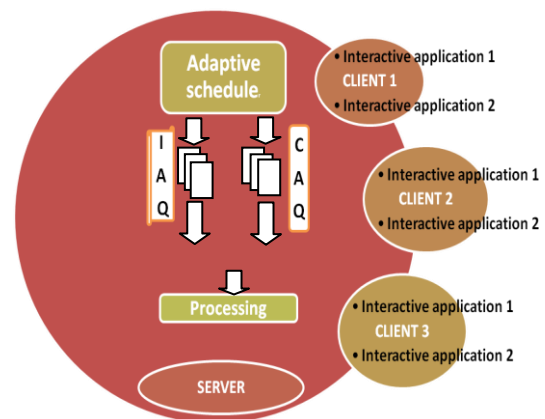 Adaptive
schedule.
I
A
Q
C
A
Q
Processing
SERVER
• Interactive application 1
CLIENT 1
• Interactive application 2
• Interactive application 1
CLIENT 2
• Interactive application 2
• Interactive application 1
CLIENT 3
• Interactive application 2